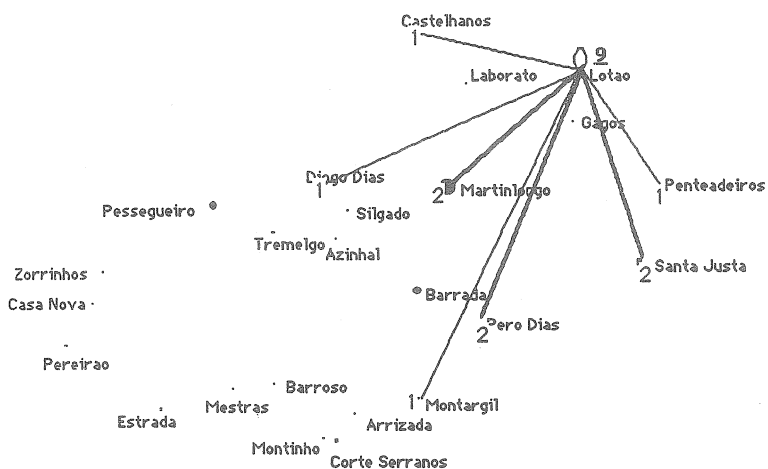 Castelhanos
1
9
Laborato
Lotao
Gagos
Diogo Dias
1
2
Martinlongo
1
Penteadeiros
Pessegueiro
Silgado
Tremelgo
Azinhal
2
Santa Justa
Zorrinhos
Casa Nova
Barrada
2
Pero Dias
Pereirao
Barroso
Mestras
1
Montargil
Estrada
Arrizada
Montinho
Corte Serranos